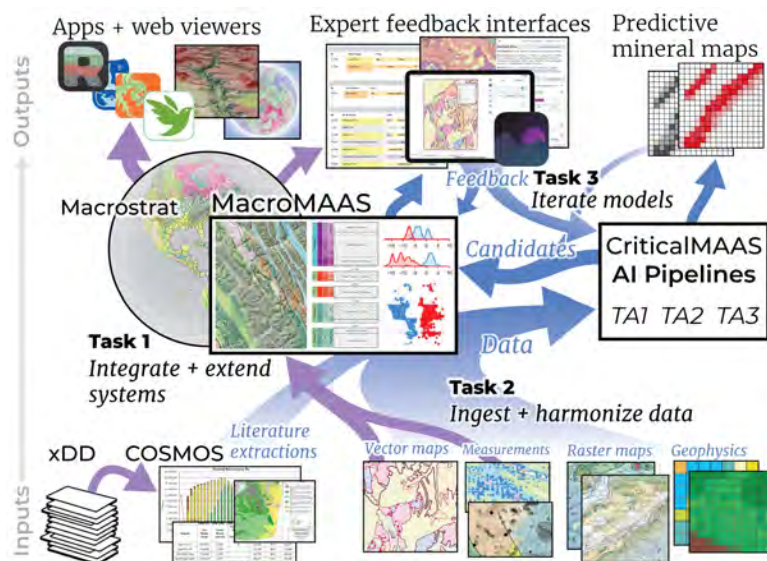 Apps + web viewers
Expert feedback interfaces
Predictive
mineral maps
Outputs
Macrostrat
MacroMAAS
Feedback
Task 3
Iterate models
Candidates
CriticalMAAS
AI Pipelines
TA1 TA2 TA3
Data
Task 1
Integrate + extend
systems
Task 2
Ingest + harmonize data
xDD
COSMOS
Literature
extractions
Vector maps
Measurements
Raster maps
Geophysics
Inputs